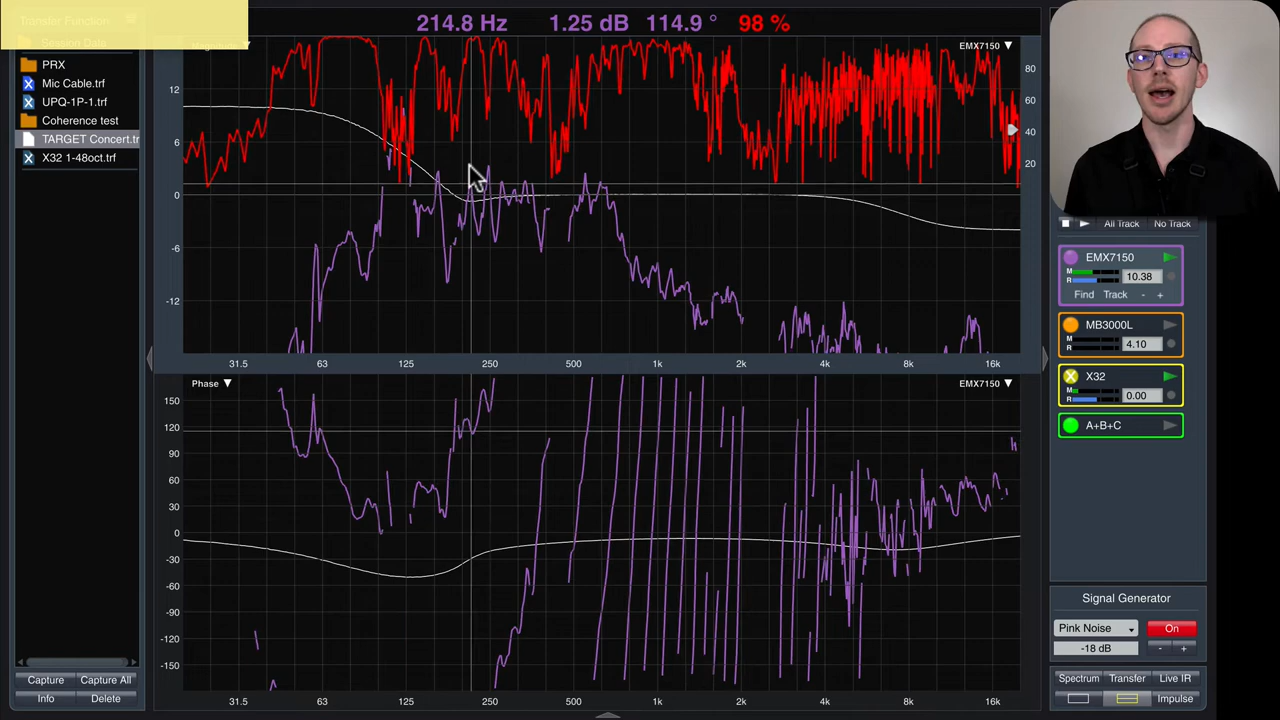 Transfer Function
Session Data
PRX
Mic Cable.trf
UPQ-1P-1.trf
Coherence test
TARGET Concert.tr
X32 1-48oct.trf
Capture
Capture All
Info
Delete
214.8 Hz 1.25 dB 114.9 ° 98 %
Magnitude ▼
EMX7150 ▼
12
6
0
-6
-12
80
60
40
20
31.5 63 125 250 500 1k 2k 4k 8k 16k
Phase ▼
EMX7150 ▼
150
120
90
60
30
0
-30
-60
-90
-120
-150
31.5 63 125 250 500 1k 2k 4k 8k 16k
All Track No Track
EMX7150
M
R
10.38
Find Track - +
MB3000L
M
R
4.10
X32
M
R
0.00
A+B+C
Signal Generator
Pink Noise
On
-18 dB
- +
Spectrum Transfer Live IR
Impulse